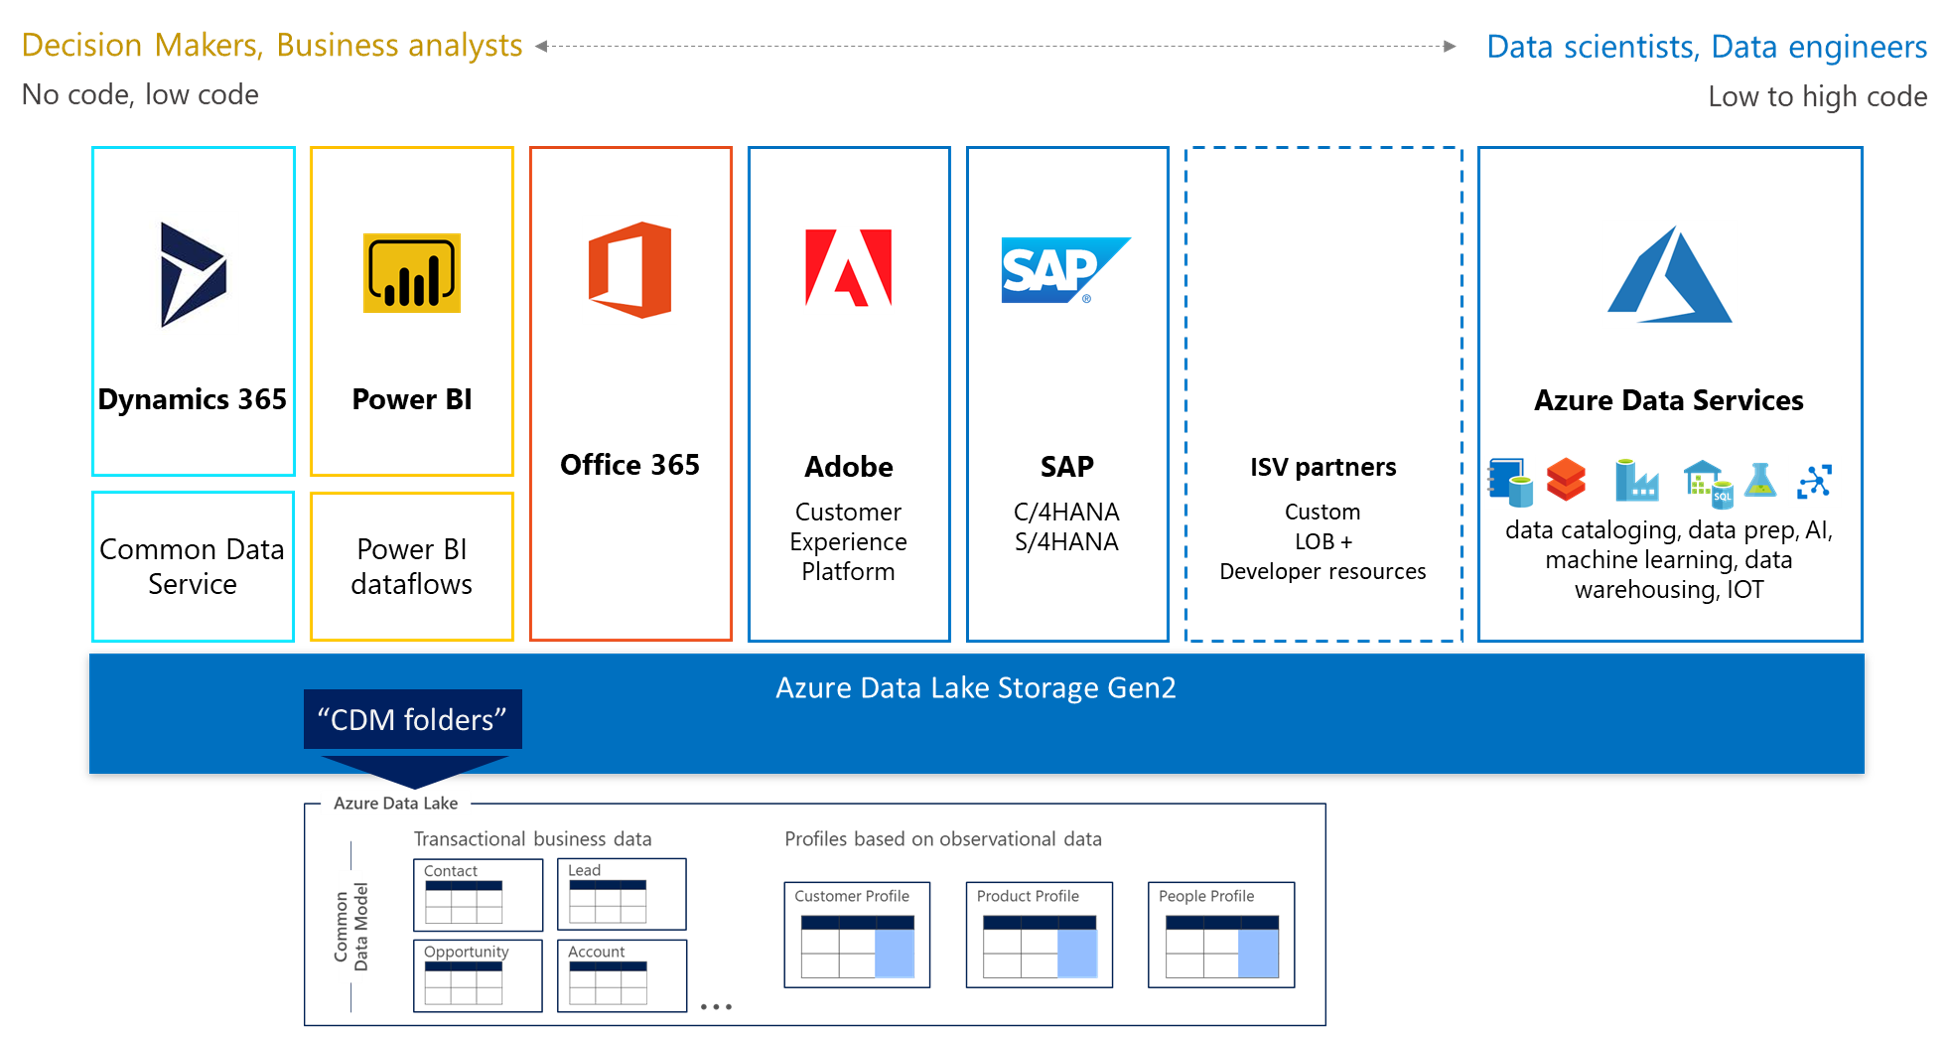 Decision Makers, Business analysts
Data scientists, Data engineers
No code, low code
Low to high code
SAP
®
Dynamics 365
Power BI
Azure Data Services
Office 365
Adobe
SAP
ISV partners
SQL
Common Data
Service
Power BI
dataflows
Customer
Experience
Platform
C/4HANA
S/4HANA
Custom
LOB +
Developer resources
data cataloging, data prep, AI,
machine learning, data
warehousing, IOT
Azure Data Lake Storage Gen2
“CDM folders”
Azure Data Lake
Common
Data Model
Transactional business data
Contact
Lead
Opportunity
Account
...
Profiles based on observational data
Customer Profile
Product Profile
People Profile